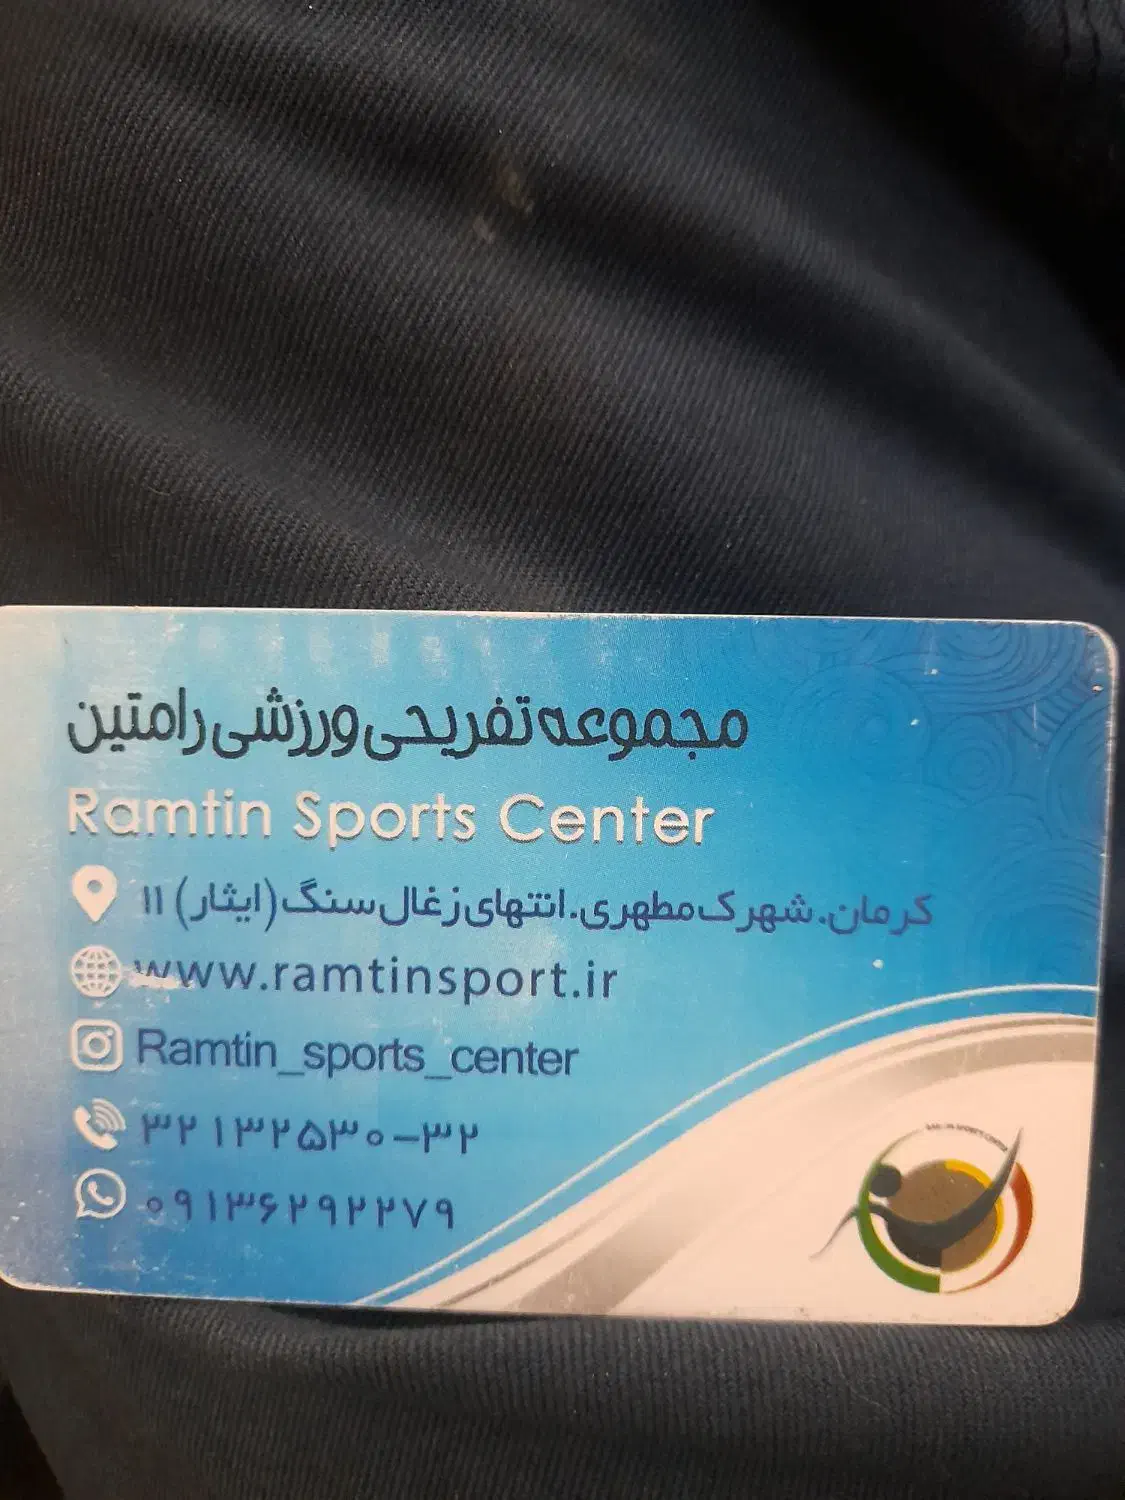 مجموعه تفریحی ورزشی رامتین
Ramtin Sports Center
کرمان.شهرک مطهری.انتهای زغال سنگ(ایثار) ۱۱
www.ramtinsport.ir
Ramtin_sports_center
۳۲۱۳۲۵۳۰-۳۲
۰۹۱۳۶۲۹۲۲۷۹